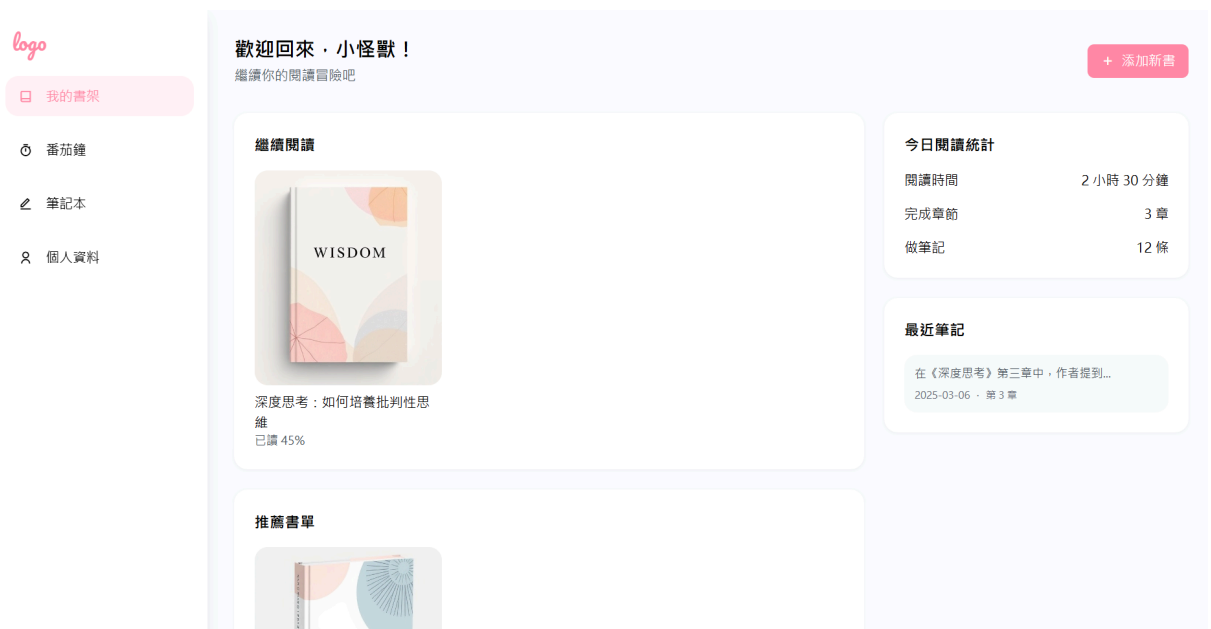 logo
我的書架
番茄鐘
筆記本
個人資料
歡迎回來，小怪獸！
繼續你的閱讀冒險吧
+ 添加新書
繼續閱讀
WISDOM
深度思考：如何培養批判性思
維
已讀 45%
推薦書單
今日閱讀統計
閱讀時間 2 小時 30 分鐘
完成章節 3 章
做筆記 12 條
最近筆記
在《深度思考》第三章中，作者提到...
2025-03-06 · 第 3 章